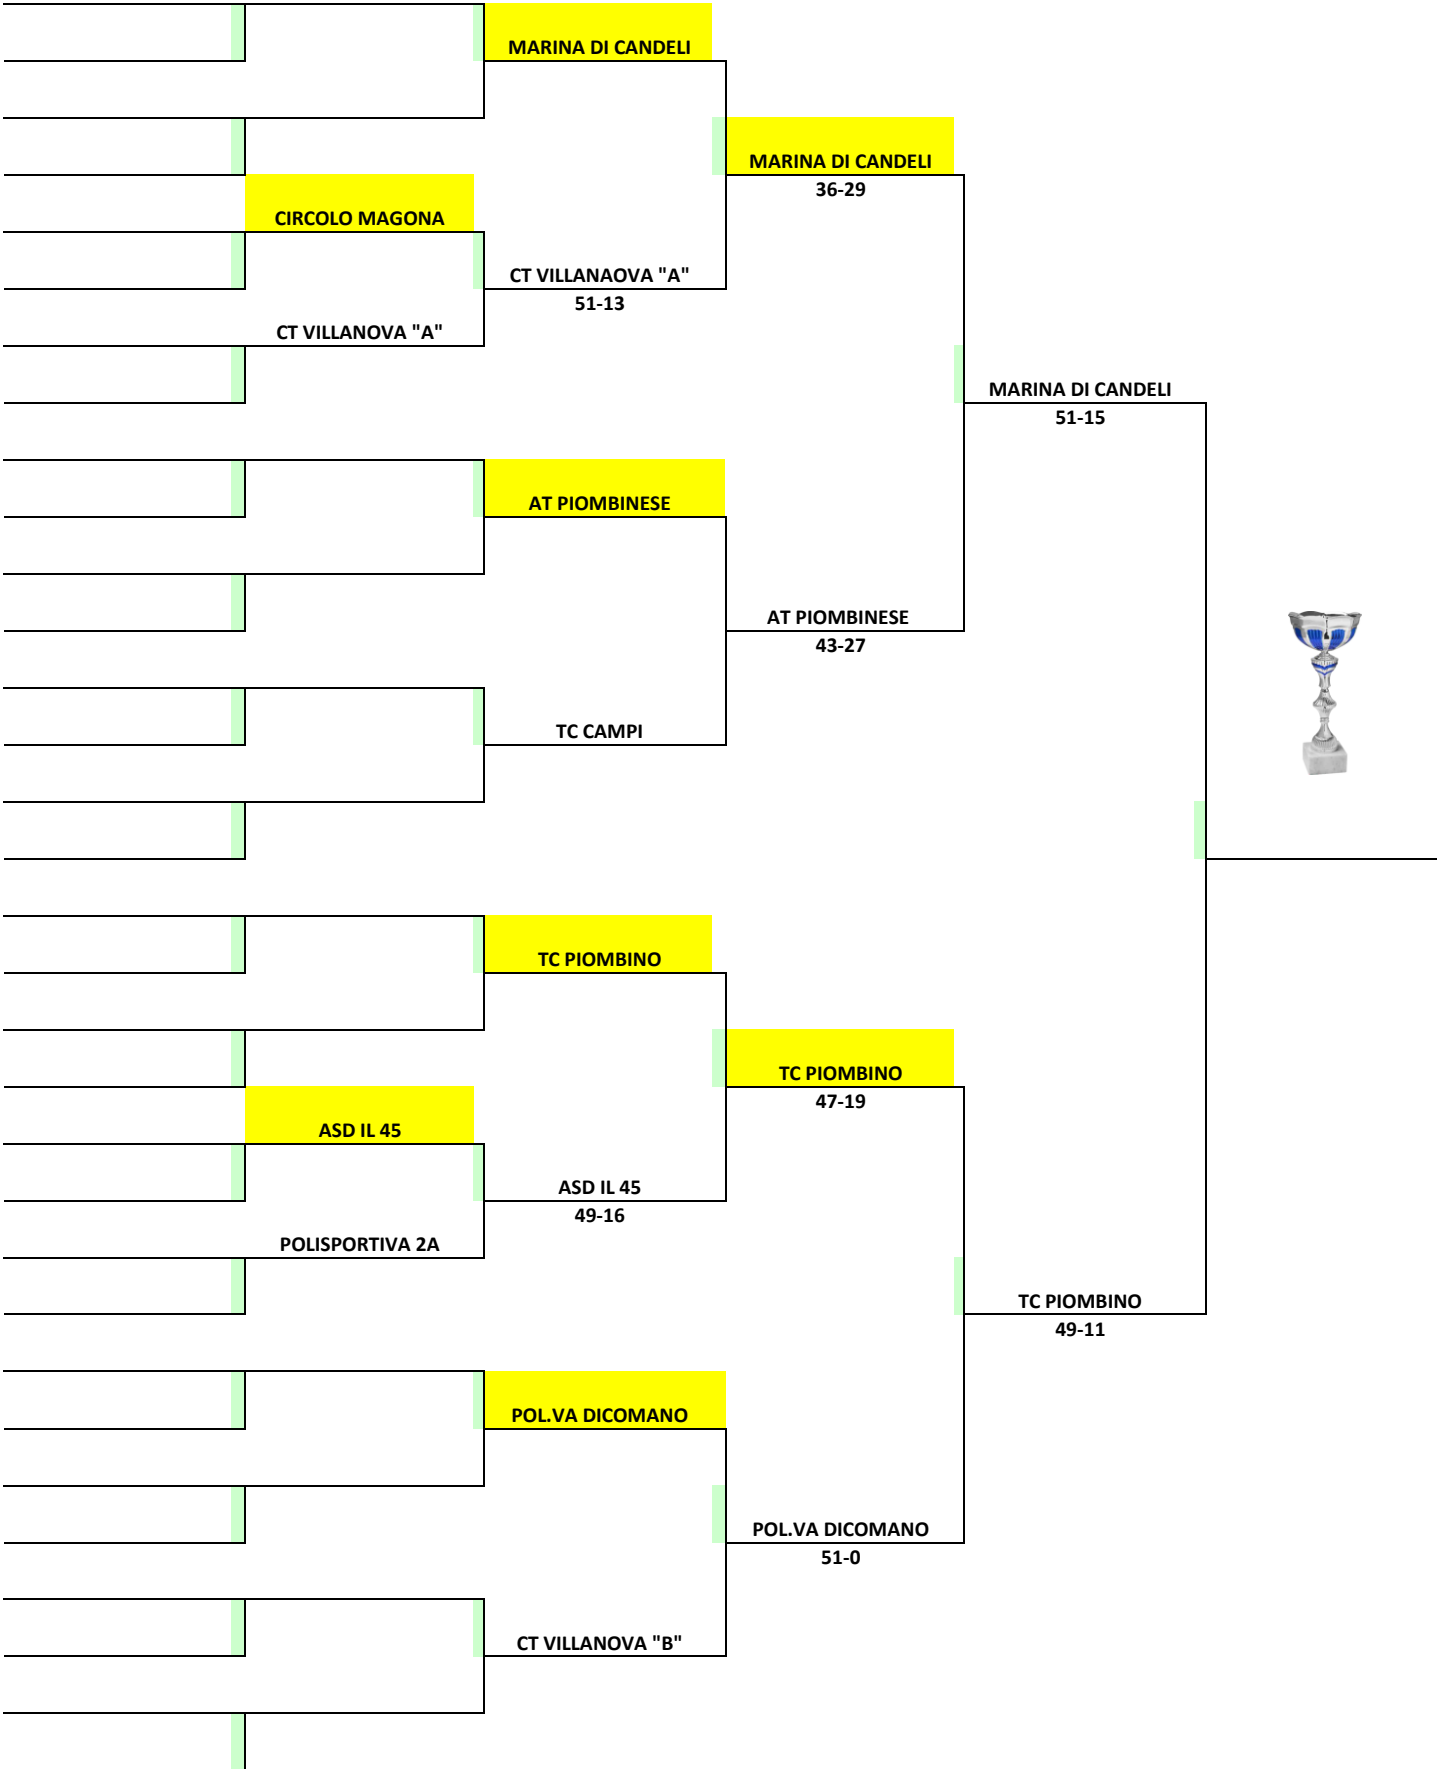 MARINA DI CANDELI
MARINA DI CANDELI
36-29
CIRCOLO MAGONA
CT VILLANAOVA "A"
51-13
CT VILLANOVA "A"
MARINA DI CANDELI
51-15
AT PIOMBINESE
AT PIOMBINESE
43-27
TC CAMPI
TC PIOMBINO
TC PIOMBINO
47-19
ASD IL 45
ASD IL 45
49-16
POLISPORTIVA 2A
TC PIOMBINO
49-11
POL.VA DICOMANO
POL.VA DICOMANO
51-0
CT VILLANOVA "B"